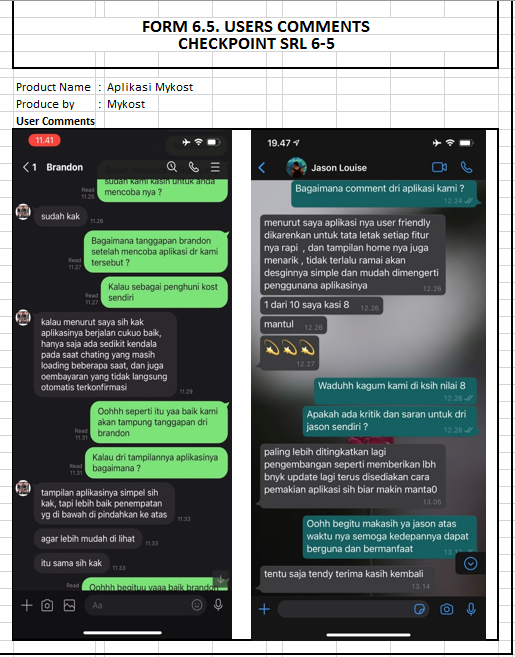 FORM 6.5. USERS COMMENTS
CHECKPOINT SRL 6-5
Product Name : Aplikasi Mykost
Produce by : Mykost
User Comments
11.41
1 Brandon
sudah kami kasih untuk anda
mencoba nya ?
Read
11.25
sudah kak
11.26
Bagaimana tanggapan brandon
setelah mencoba aplikasi dr kami
tersebut ?
Read
11.27
Kalau sebagai penghuni kost
sendiri
Read
11.27
kalau menurut saya sih kak
aplikasinya berjalan cukuo baik,
hanya saja ada sedikit kendala
pada saat chating yang masih
loading beberapa saat, dan juga
oembayaran yang tidak langsung
otomatis terkonfirmasi
11.29
Oohhh seperti itu yaa baik kami
akan tampung tanggapan dri
brandon
Read
11.31
Kalau dri tampilannya aplikasinya
bagaimana ?
Read
11.31
tampilan aplikasinya simpel sih
kak, tapi lebih baik penempatan
yg di bawah di pindahkan ke atas
11.33
agar lebih mudah di lihat
11.33
itu sama sih kak
11.33
Read
Oohhh begituu yaaa baik brandon
Aa
19.47
Jason Louise
Bagaimana comment dri aplikasi kami ?
12.24
menurut saya aplikasi nya user friendly
dikarenkan untuk tata letak setiap fitur
nya rapi , dan tampilan home nya juga
menarik , tidak terlalu ramai akan
desginnya simple dan mudah dimengerti
penggunana aplikasinya
12.26
1 dari 10 saya kasi 8
12.26
mantul
12.26
12.27
Waduhh kagum kami di ksih nilai 8
12.28
Apakah ada kritik dan saran untuk dri
jason sendiri ?
12.28
paling lebih ditingkatkan lagi
pengembangan seperti memberikan lbh
bnyk update lagi terus disediakan cara
pemakian aplikasi sih biar makin manta0
13.05
Oohh begitu makasih ya jason atas
waktu nya semoga kedepannya dapat
berguna dan bermanfaat
tentu saja tendy terima kasih kembali
13.14